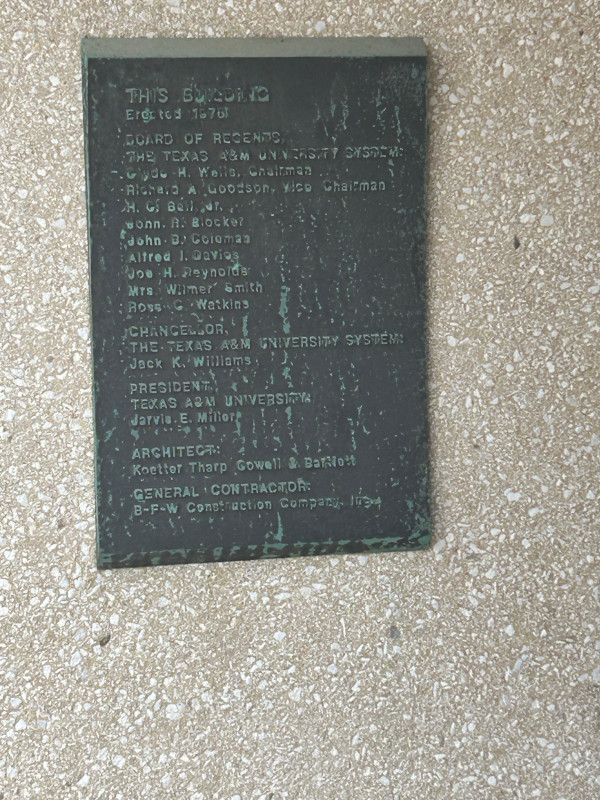 THIS BUILDING
Erected 1976
BOARD OF REGENTS,
THE TEXAS A&M UNIVERSITY SYSTEM:
Clyde H. Wells, Chairman
Richard A. Goodson, Vice Chairman
H. C. Bell, Jr.
John R. Blocker
John B. Coleman
Alfred I. Davies
Joe H. Reynolds
Mrs. Wilmer Smith
Ross C. Watkins
CHANCELLOR,
THE TEXAS A&M UNIVERSITY SYSTEM:
Jack K. Williams
PRESIDENT,
TEXAS A&M UNIVERSITY:
Jarvis E. Miller
ARCHITECT:
Koetter Tharp Cowell & Bartlett
GENERAL CONTRACTOR:
B-F-W Construction Company, Inc.